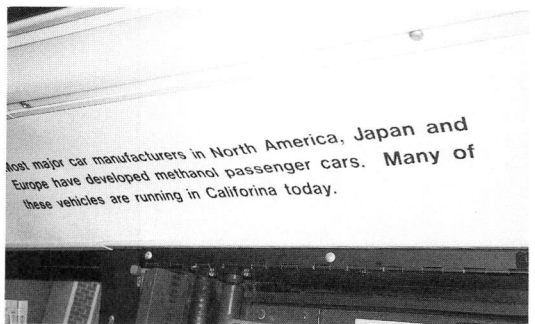 Most major car manufacturers in North America, Japan and
Europe have developed methanol passenger cars. Many of
these vehicles are running in Califorina today.